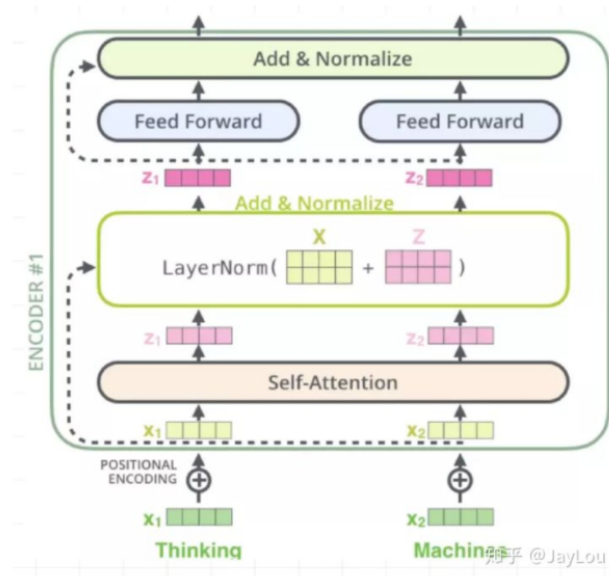 Add & Normalize
Feed Forward Feed Forward
z1 z2
Add & Normalize
X Z
LayerNorm( + )
z1 z2
Self-Attention
x1 x2
ENCODER #1
POSITIONAL
ENCODING
x1 x2
Thinking
知乎 @JayLou